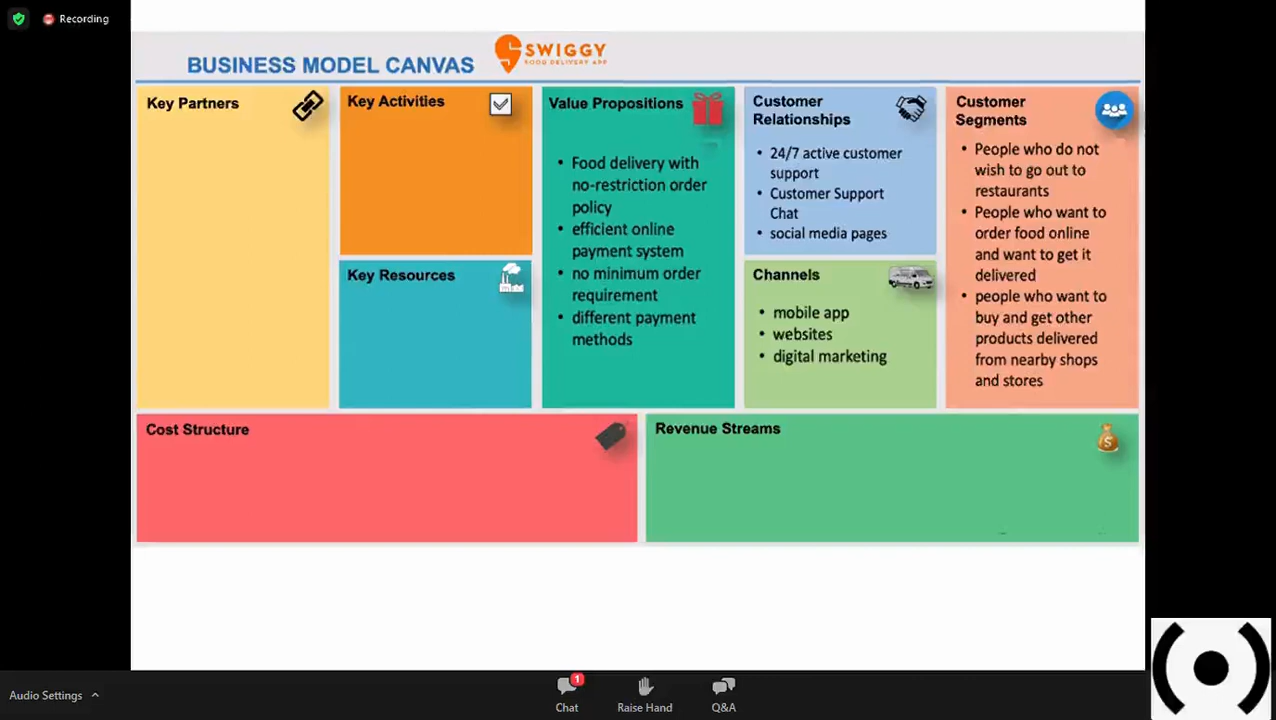 Recording
BUSINESS MODEL CANVAS
SWIGGY
FOOD DELIVERY APP
Key Partners
Key Activities
Key Resources
Value Propositions
• Food delivery with
no-restriction order
policy
• efficient online
payment system
• no minimum order
requirement
• different payment
methods
Customer
Relationships
• 24/7 active customer
support
• Customer Support
Chat
• social media pages
Channels
• mobile app
• websites
• digital marketing
Customer
Segments
• People who do not
wish to go out to
restaurants
• People who want to
order food online
and want to get it
delivered
• people who want to
buy and get other
products delivered
from nearby shops
and stores
Cost Structure
Revenue Streams
$
Audio Settings
1
Chat
Raise Hand
Q&A